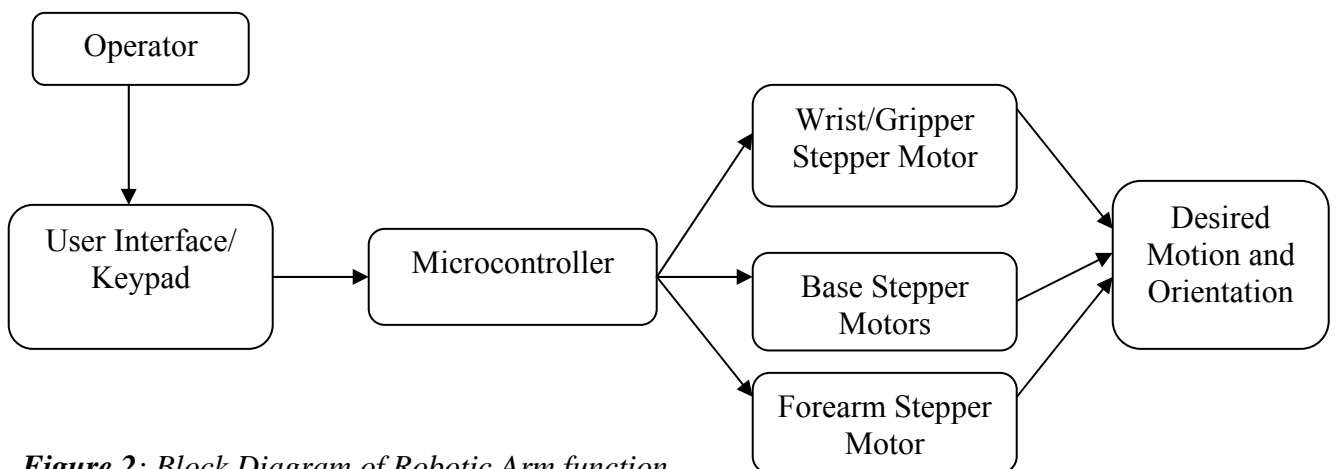 Operator
User Interface/
Keypad
Microcontroller
Wrist/Gripper
Stepper Motor
Base Stepper
Motors
Forearm Stepper
Motor
Desired
Motion and
Orientation
Figure 2: Block Diagram of Robotic Arm function